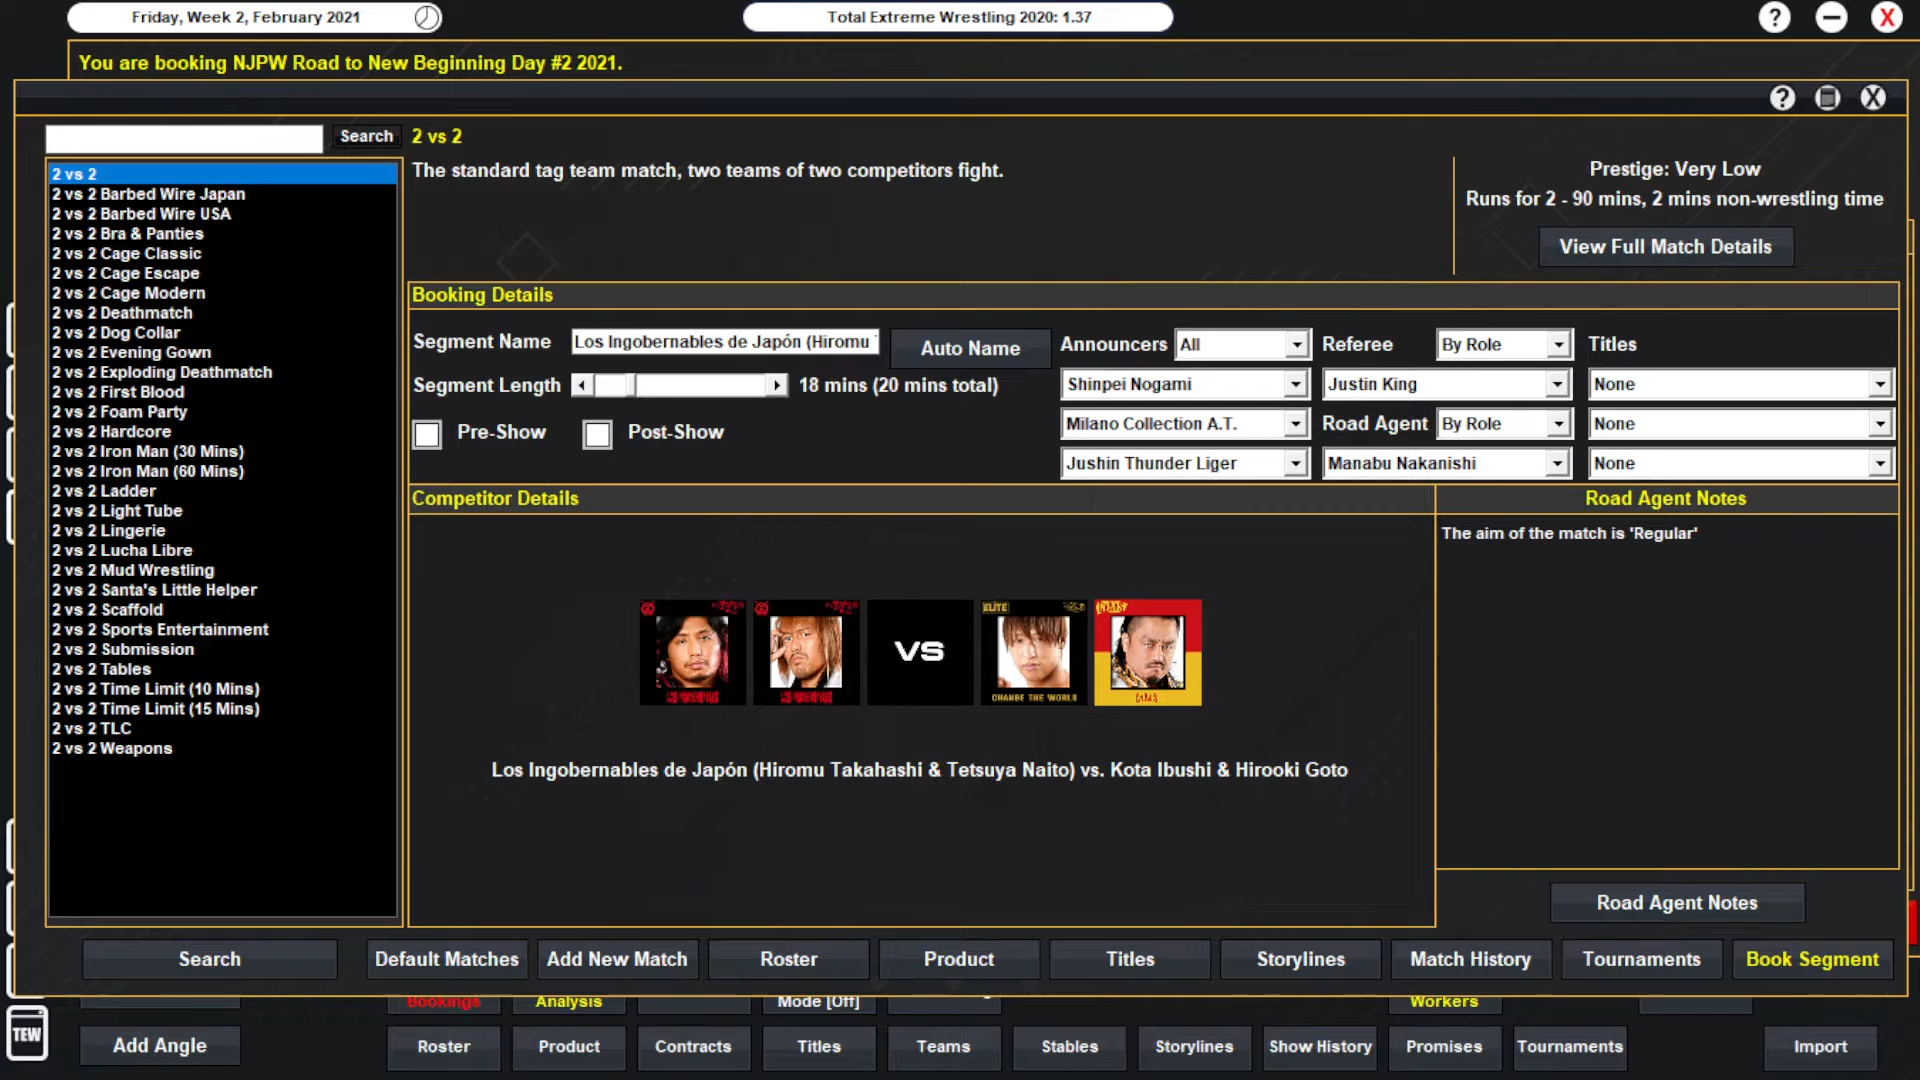 Friday, Week 2, February 2021
Total Extreme Wrestling 2020: 1.37
You are booking NJPW Road to New Beginning Day #2 2021.
Search
2 vs 2
2 vs 2
2 vs 2 Barbed Wire Japan
2 vs 2 Barbed Wire USA
2 vs 2 Bra & Panties
2 vs 2 Cage Classic
2 vs 2 Cage Escape
2 vs 2 Cage Modern
2 vs 2 Deathmatch
2 vs 2 Dog Collar
2 vs 2 Evening Gown
2 vs 2 Exploding Deathmatch
2 vs 2 First Blood
2 vs 2 Foam Party
2 vs 2 Hardcore
2 vs 2 Iron Man (30 Mins)
2 vs 2 Iron Man (60 Mins)
2 vs 2 Ladder
2 vs 2 Light Tube
2 vs 2 Lingerie
2 vs 2 Lucha Libre
2 vs 2 Mud Wrestling
2 vs 2 Santa's Little Helper
2 vs 2 Scaffold
2 vs 2 Sports Entertainment
2 vs 2 Submission
2 vs 2 Tables
2 vs 2 Time Limit (10 Mins)
2 vs 2 Time Limit (15 Mins)
2 vs 2 TLC
2 vs 2 Weapons
The standard tag team match, two teams of two competitors fight.
Prestige: Very Low
Runs for 2 - 90 mins, 2 mins non-wrestling time
View Full Match Details
Booking Details
Segment Name Los Ingobernables de Japón (Hiromu Auto Name
Segment Length 18 mins (20 mins total)
Pre-Show Post-Show
Announcers All
Shinpei Nogami
Milano Collection A.T.
Jushin Thunder Liger
Referee By Role
Justin King
Road Agent By Role
Manabu Nakanishi
Titles
None
None
None
Competitor Details
VS
ELITE
CHANGE THE WORLD
Los Ingobernables de Japón (Hiromu Takahashi & Tetsuya Naito) vs. Kota Ibushi & Hirooki Goto
Road Agent Notes
The aim of the match is 'Regular'
Road Agent Notes
Search Default Matches Add New Match Roster Product Titles Storylines Match History Tournaments Book Segment
Bookings Analysis Mode [Off] Workers
TEW
Add Angle Roster Product Contracts Titles Teams Stables Storylines Show History Promises Tournaments Import